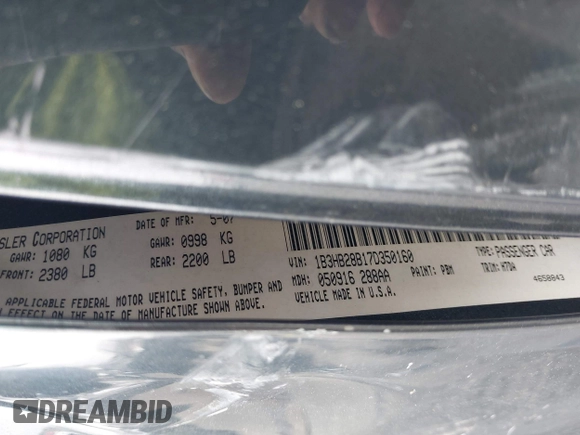 SLER CORPORATION
DATE OF MFR: 5-07
GAWR: 1080 KG
GAWR: 0998 KG
FRONT: 2380 LB
REAR: 2200 LB
APPLICABLE FEDERAL MOTOR VEHICLE SAFETY, BUMPER AND
EFFECT ON THE DATE OF MANUFACTURE SHOWN ABOVE.
VIN: 1B3HB28B17D350160
TYPE: PASSENGER CAR
MDH: 050916 288AA
PAINT: PBM
TRIM: H7DH
VEHICLE MADE IN U.S.A.
4658043
DREAMBID